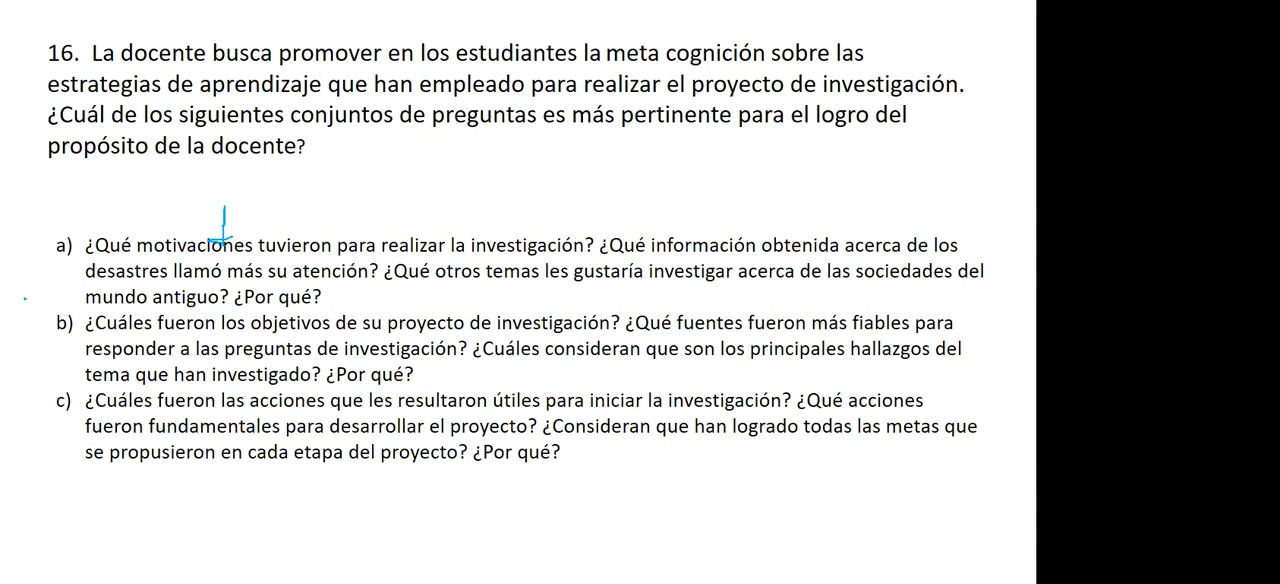 16. La docente busca promover en los estudiantes la meta cognición sobre las
estrategias de aprendizaje que han empleado para realizar el proyecto de investigación.
¿Cuál de los siguientes conjuntos de preguntas es más pertinente para el logro del
propósito de la docente?
a) ¿Qué motivaciones tuvieron para realizar la investigación? ¿Qué información obtenida acerca de los
desastres llamó más su atención? ¿Qué otros temas les gustaría investigar acerca de las sociedades del
mundo antiguo? ¿Por qué?
b) ¿Cuáles fueron los objetivos de su proyecto de investigación? ¿Qué fuentes fueron más fiables para
responder a las preguntas de investigación? ¿Cuáles consideran que son los principales hallazgos del
tema que han investigado? ¿Por qué?
c) ¿Cuáles fueron las acciones que les resultaron útiles para iniciar la investigación? ¿Qué acciones
fueron fundamentales para desarrollar el proyecto? ¿Consideran que han logrado todas las metas que
se propusieron en cada etapa del proyecto? ¿Por qué?